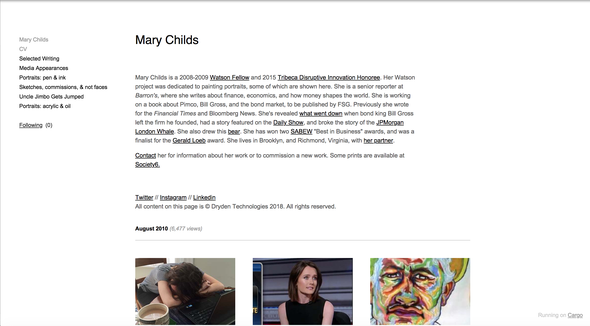 Mary Childs
CV
Selected Writing
Media Appearances
Portraits: pen & ink
Sketches, commissions, & not faces
Uncle Jimbo Gets Jumped
Portraits: acrylic & oil
Following (0)
Mary Childs
Mary Childs is a 2008-2009 Watson Fellow and 2015 Tribeca Disruptive Innovation Honoree. Her Watson
project was dedicated to painting portraits, some of which are shown here. She is a senior reporter at
Barron's, where she writes about finance, economics, and how money shapes the world. She is working
on a book about Pimco, Bill Gross, and the bond market, to be published by FSG. Previously she wrote
for the Financial Times and Bloomberg News. She's revealed what went down when bond king Bill Gross
left the firm he founded, had a story featured on the Daily Show, and broke the story of the JPMorgan
London Whale. She also drew this bear. She has won two SABEW "Best in Business" awards, and was a
finalist for the Gerald Loeb award. She lives in Brooklyn, and Richmond, Virginia, with her partner.
Contact her for information about her work or to commission a new work. Some prints are available at
Society6.
Twitter // Instagram // Linkedin
All content on this page is © Dryden Technologies 2018. All rights reserved.
August 2010 (6,477 views)
Running on Cargo